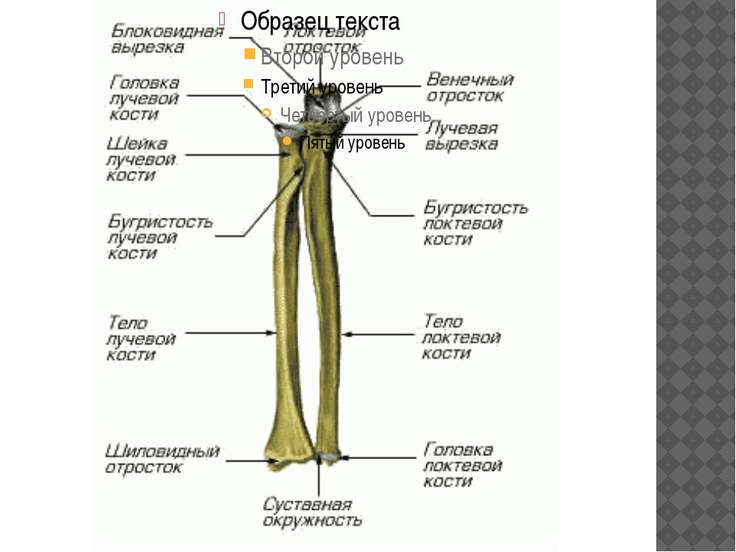 Образец текста
Второй уровень
Третий уровень
Четвертый уровень
Пятый уровень
Блоковидная
вырезка
Локтевой
отросток
Головка
лучевой
кости
Венечный
отросток
Шейка
лучевой
кости
Лучевая
вырезка
Бугристость
лучевой
кости
Бугристость
локтевой
кости
Тело
лучевой
кости
Тело
локтевой
кости
Шиловидный
отросток
Головка
локтевой
кости
Суставная
окружность